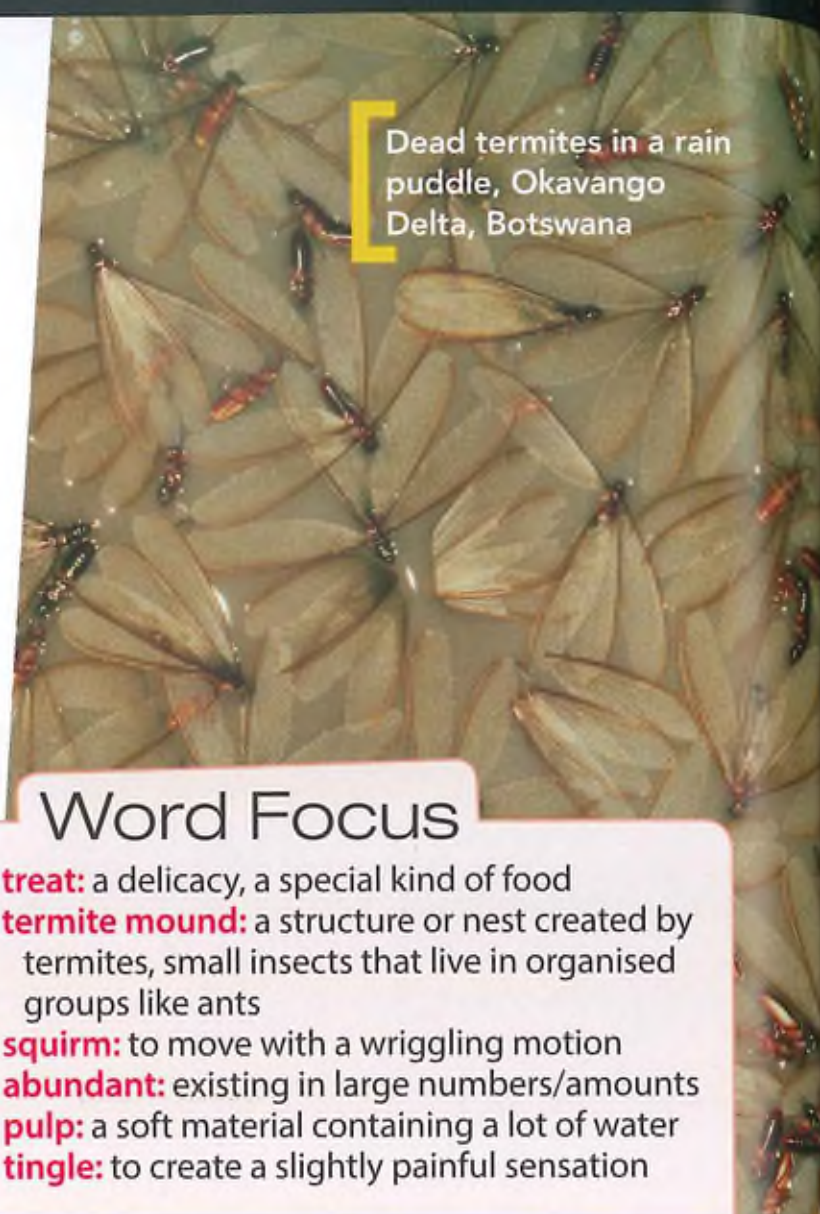 Dead termites in a rain
puddle, Okavango
Delta, Botswana
Word Focus
treat: a delicacy, a special kind of food
termite mound: a structure or nest created by
termites, small insects that live in organised
groups like ants
squirm: to move with a wriggling motion
abundant: existing in large numbers/amounts
pulp: a soft material containing a lot of water
tingle: to create a slightly painful sensation